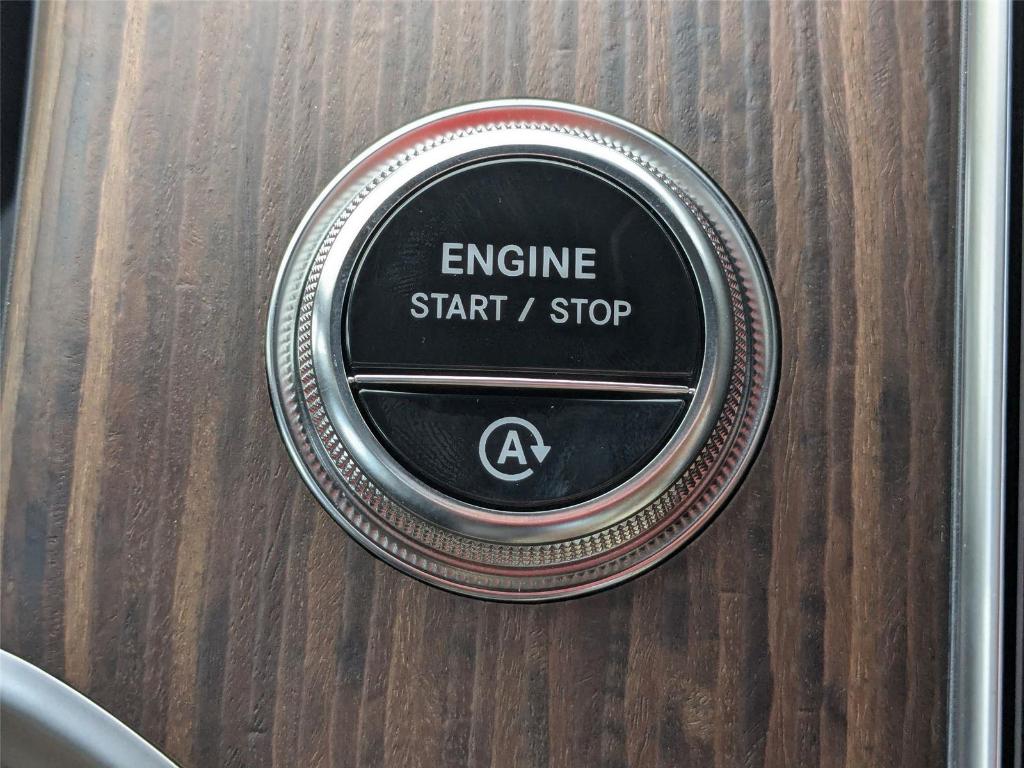 ENGINE
START / STOP
A